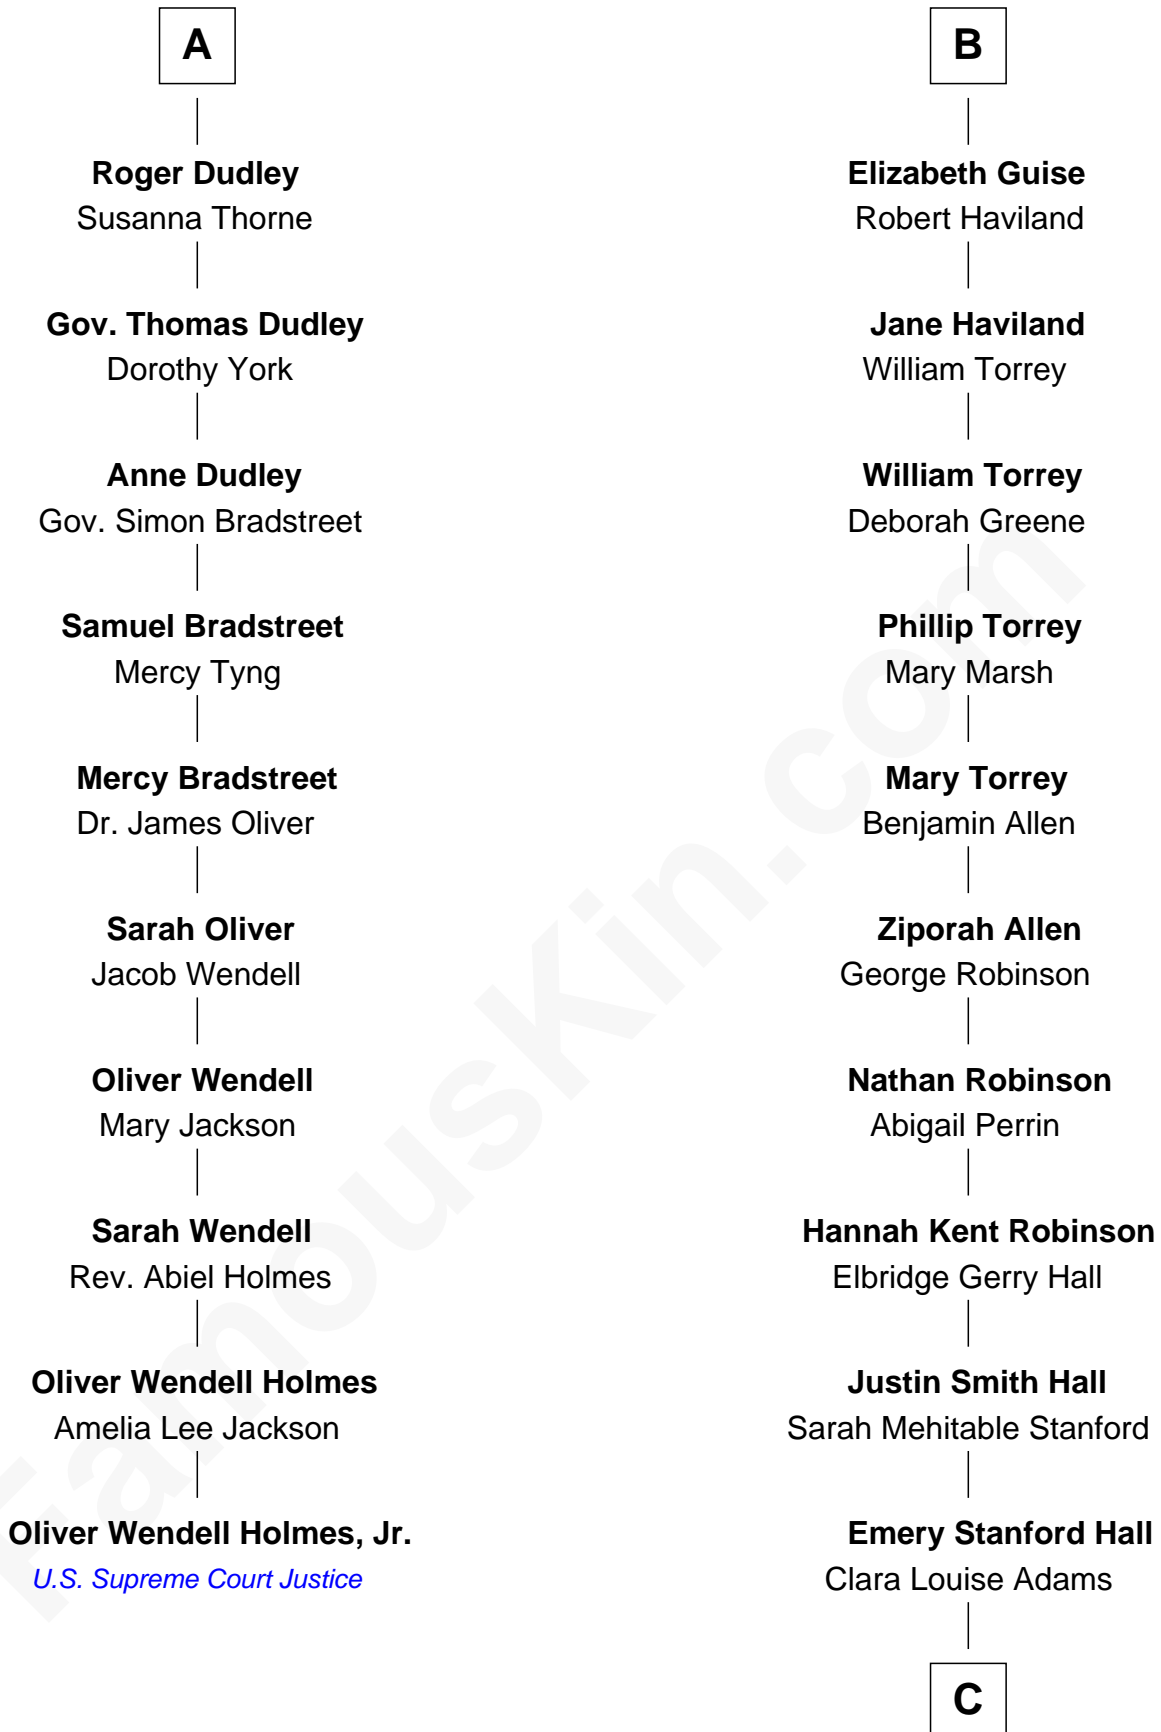 A
Roger Dudley
Susanna Thorne
Gov. Thomas Dudley
Dorothy York
Anne Dudley
Gov. Simon Bradstreet
Samuel Bradstreet
Mercy Tyng
Mercy Bradstreet
Dr. James Oliver
Sarah Oliver
Jacob Wendell
Oliver Wendell
Mary Jackson
Sarah Wendell
Rev. Abiel Holmes
Oliver Wendell Holmes
Amelia Lee Jackson
Oliver Wendell Holmes, Jr.
U.S. Supreme Court Justice
B
Elizabeth Guise
Robert Haviland
Jane Haviland
William Torrey
William Torrey
Deborah Greene
Phillip Torrey
Mary Marsh
Mary Torrey
Benjamin Allen
Ziporah Allen
George Robinson
Nathan Robinson
Abigail Perrin
Hannah Kent Robinson
Elbridge Gerry Hall
Justin Smith Hall
Sarah Mehitable Stanford
Emery Stanford Hall
Clara Louise Adams
C
FamousKin.com